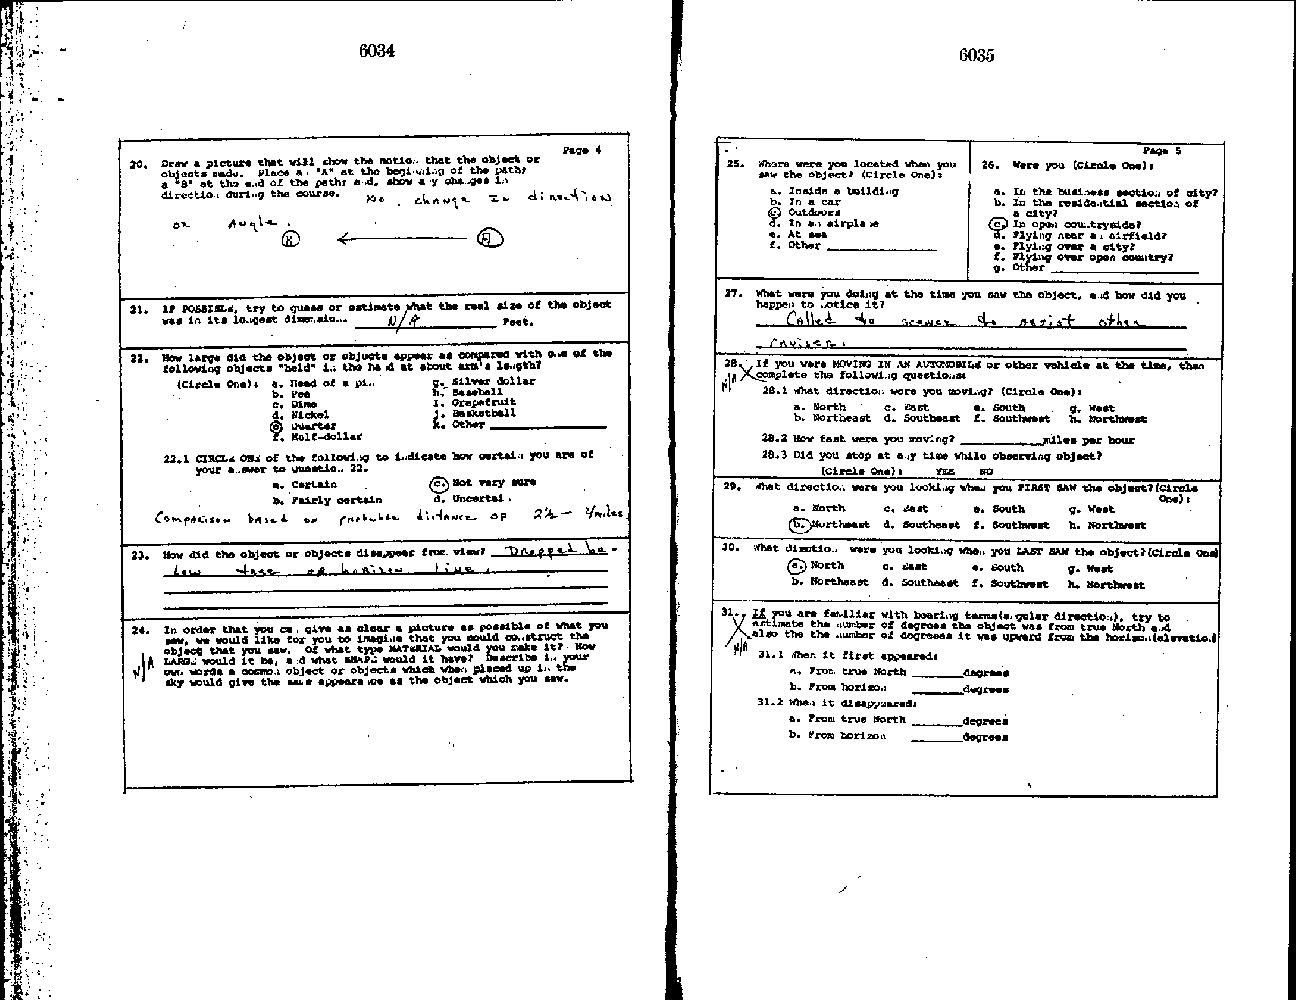 6034
Page 4
20. Draw a picture that will show the motion that the object or
objects made. Place an "A" at the beginning of the path,
a "B" at the end of the path, and show any changes in
direction during the course. No change in direction
or Angle.
B A
21. IF POSSIBLE, try to guess or estimate what the real size of the object
was in its longest dimension. N/A Feet.
22. How large did the object or objects appear as compared with one of the
following objects "held" in the hand at about arm's length?
(Circle One): a. Head of a pin g. Silver dollar
b. Pea h. Baseball
c. Dime i. Grapefruit
d. Nickel j. Basketball
e. Quarter k. Other
f. Half-dollar
22.1 CIRCLE ONE of the following to indicate how certain you are of
your answer to Question 22.
a. Certain c. Not very sure
b. Fairly certain d. Uncertain
Comparison based on probable distance of 2½ - miles
23. How did the object or objects disappear from view? Dropped be-
low tree or horizon line.
24. In order that you can give as clear a picture as possible of what you
saw, we would like for you to imagine that you could construct the
object that you saw. Of what type MATERIAL would you make it? How
LARGE would it be, and what SHAPE would it have? Describe in your
own words a common object or objects which when placed up in the
sky would give the same appearance as the object which you saw.
N/A
6035
Page 5
25. Where were you located when you
saw the object? (Circle One):
a. Inside a building
b. In a car
c. Outdoors
d. In an airplane
e. At sea
f. Other
26. Were you (Circle One):
a. In the business section of city?
b. In the residential section of
a city?
c. In open countryside?
d. Flying near an airfield?
e. Flying over a city?
f. Flying over open country?
g. Other
27. What were you doing at the time you saw the object, and how did you
happen to notice it?
Called to scene to assist other
cruiser.
28. If you were MOVING IN AN AUTOMOBILE or other vehicle at the time, then
N/A complete the following questions:
28.1 What direction were you moving? (Circle One):
a. North c. East e. South g. West
b. Northeast d. Southeast f. Southwest h. Northwest
28.2 How fast were you moving? miles per hour
28.3 Did you stop at any time while observing object?
(Circle One): YES NO
29. What direction were you looking when you FIRST SAW the object? (Circle
One):
a. North c. East e. South g. West
b. Northeast d. Southeast f. Southwest h. Northwest
30. What direction were you looking when you LAST SAW the object? (Circle One)
a. North c. East e. South g. West
b. Northeast d. Southeast f. Southwest h. Northwest
31. If you are familiar with bearing terms (angular direction), try to
estimate the number of degrees the object was from true North and
also the the number of degrees it was upward from the horizon (elevation.)
N/A
31.1 When it first appeared:
a. From true North degrees
b. From horizon degrees
31.2 When it disappeared:
a. From true North degrees
b. From horizon degrees